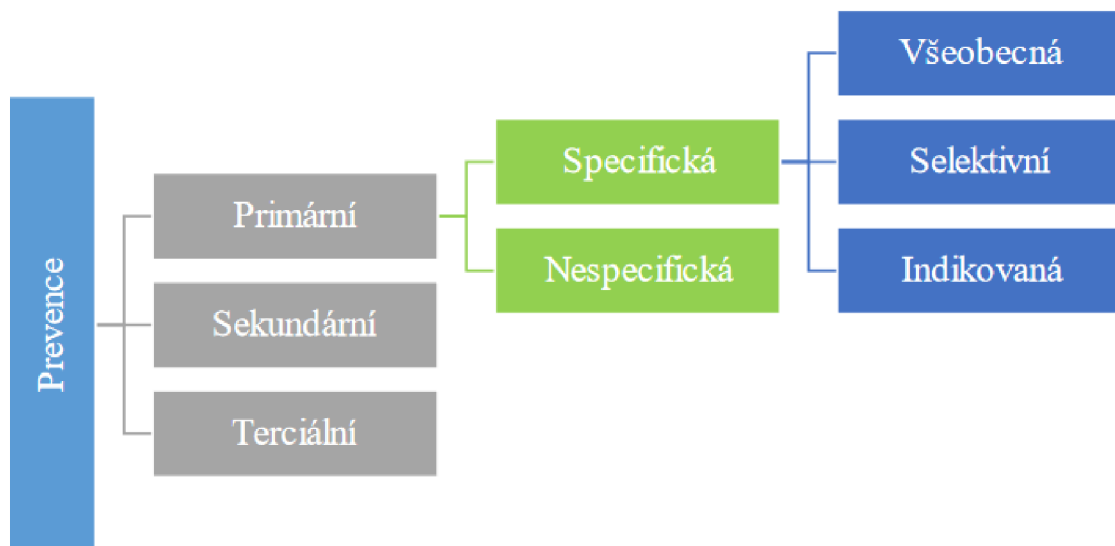 Prevence
Primární
Sekundární
Terciální
Specifická
Nespecifická
Všeobecná
Selektivní
Indikovaná